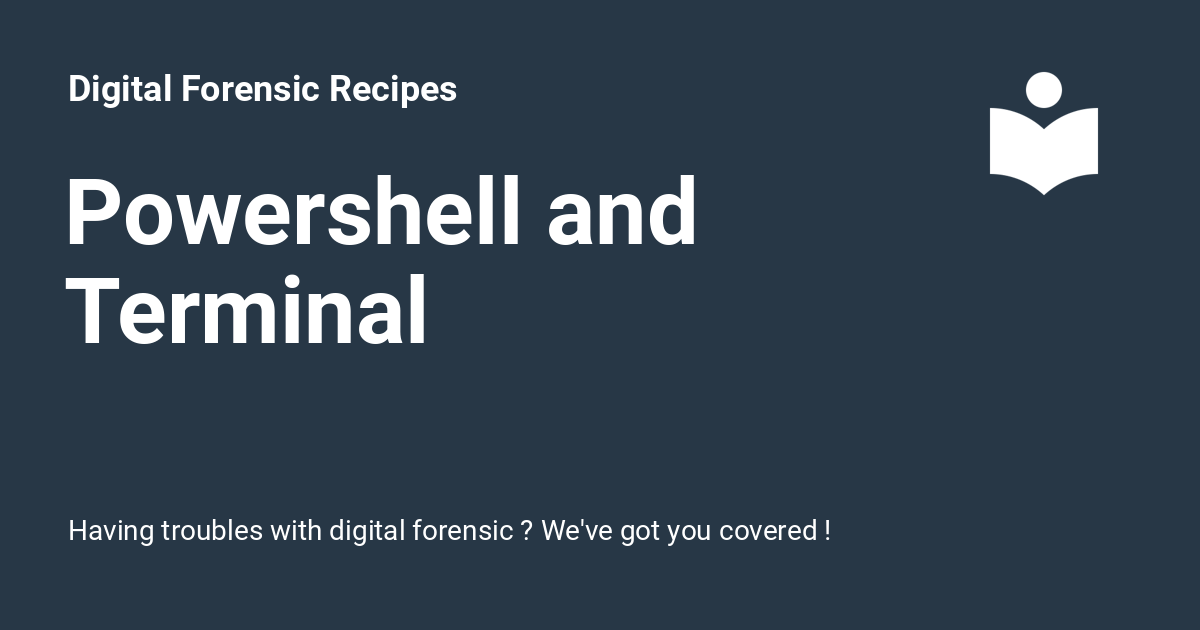 Digital Forensic Recipes
Powershell and
Terminal
Having troubles with digital forensic ? We've got you covered !